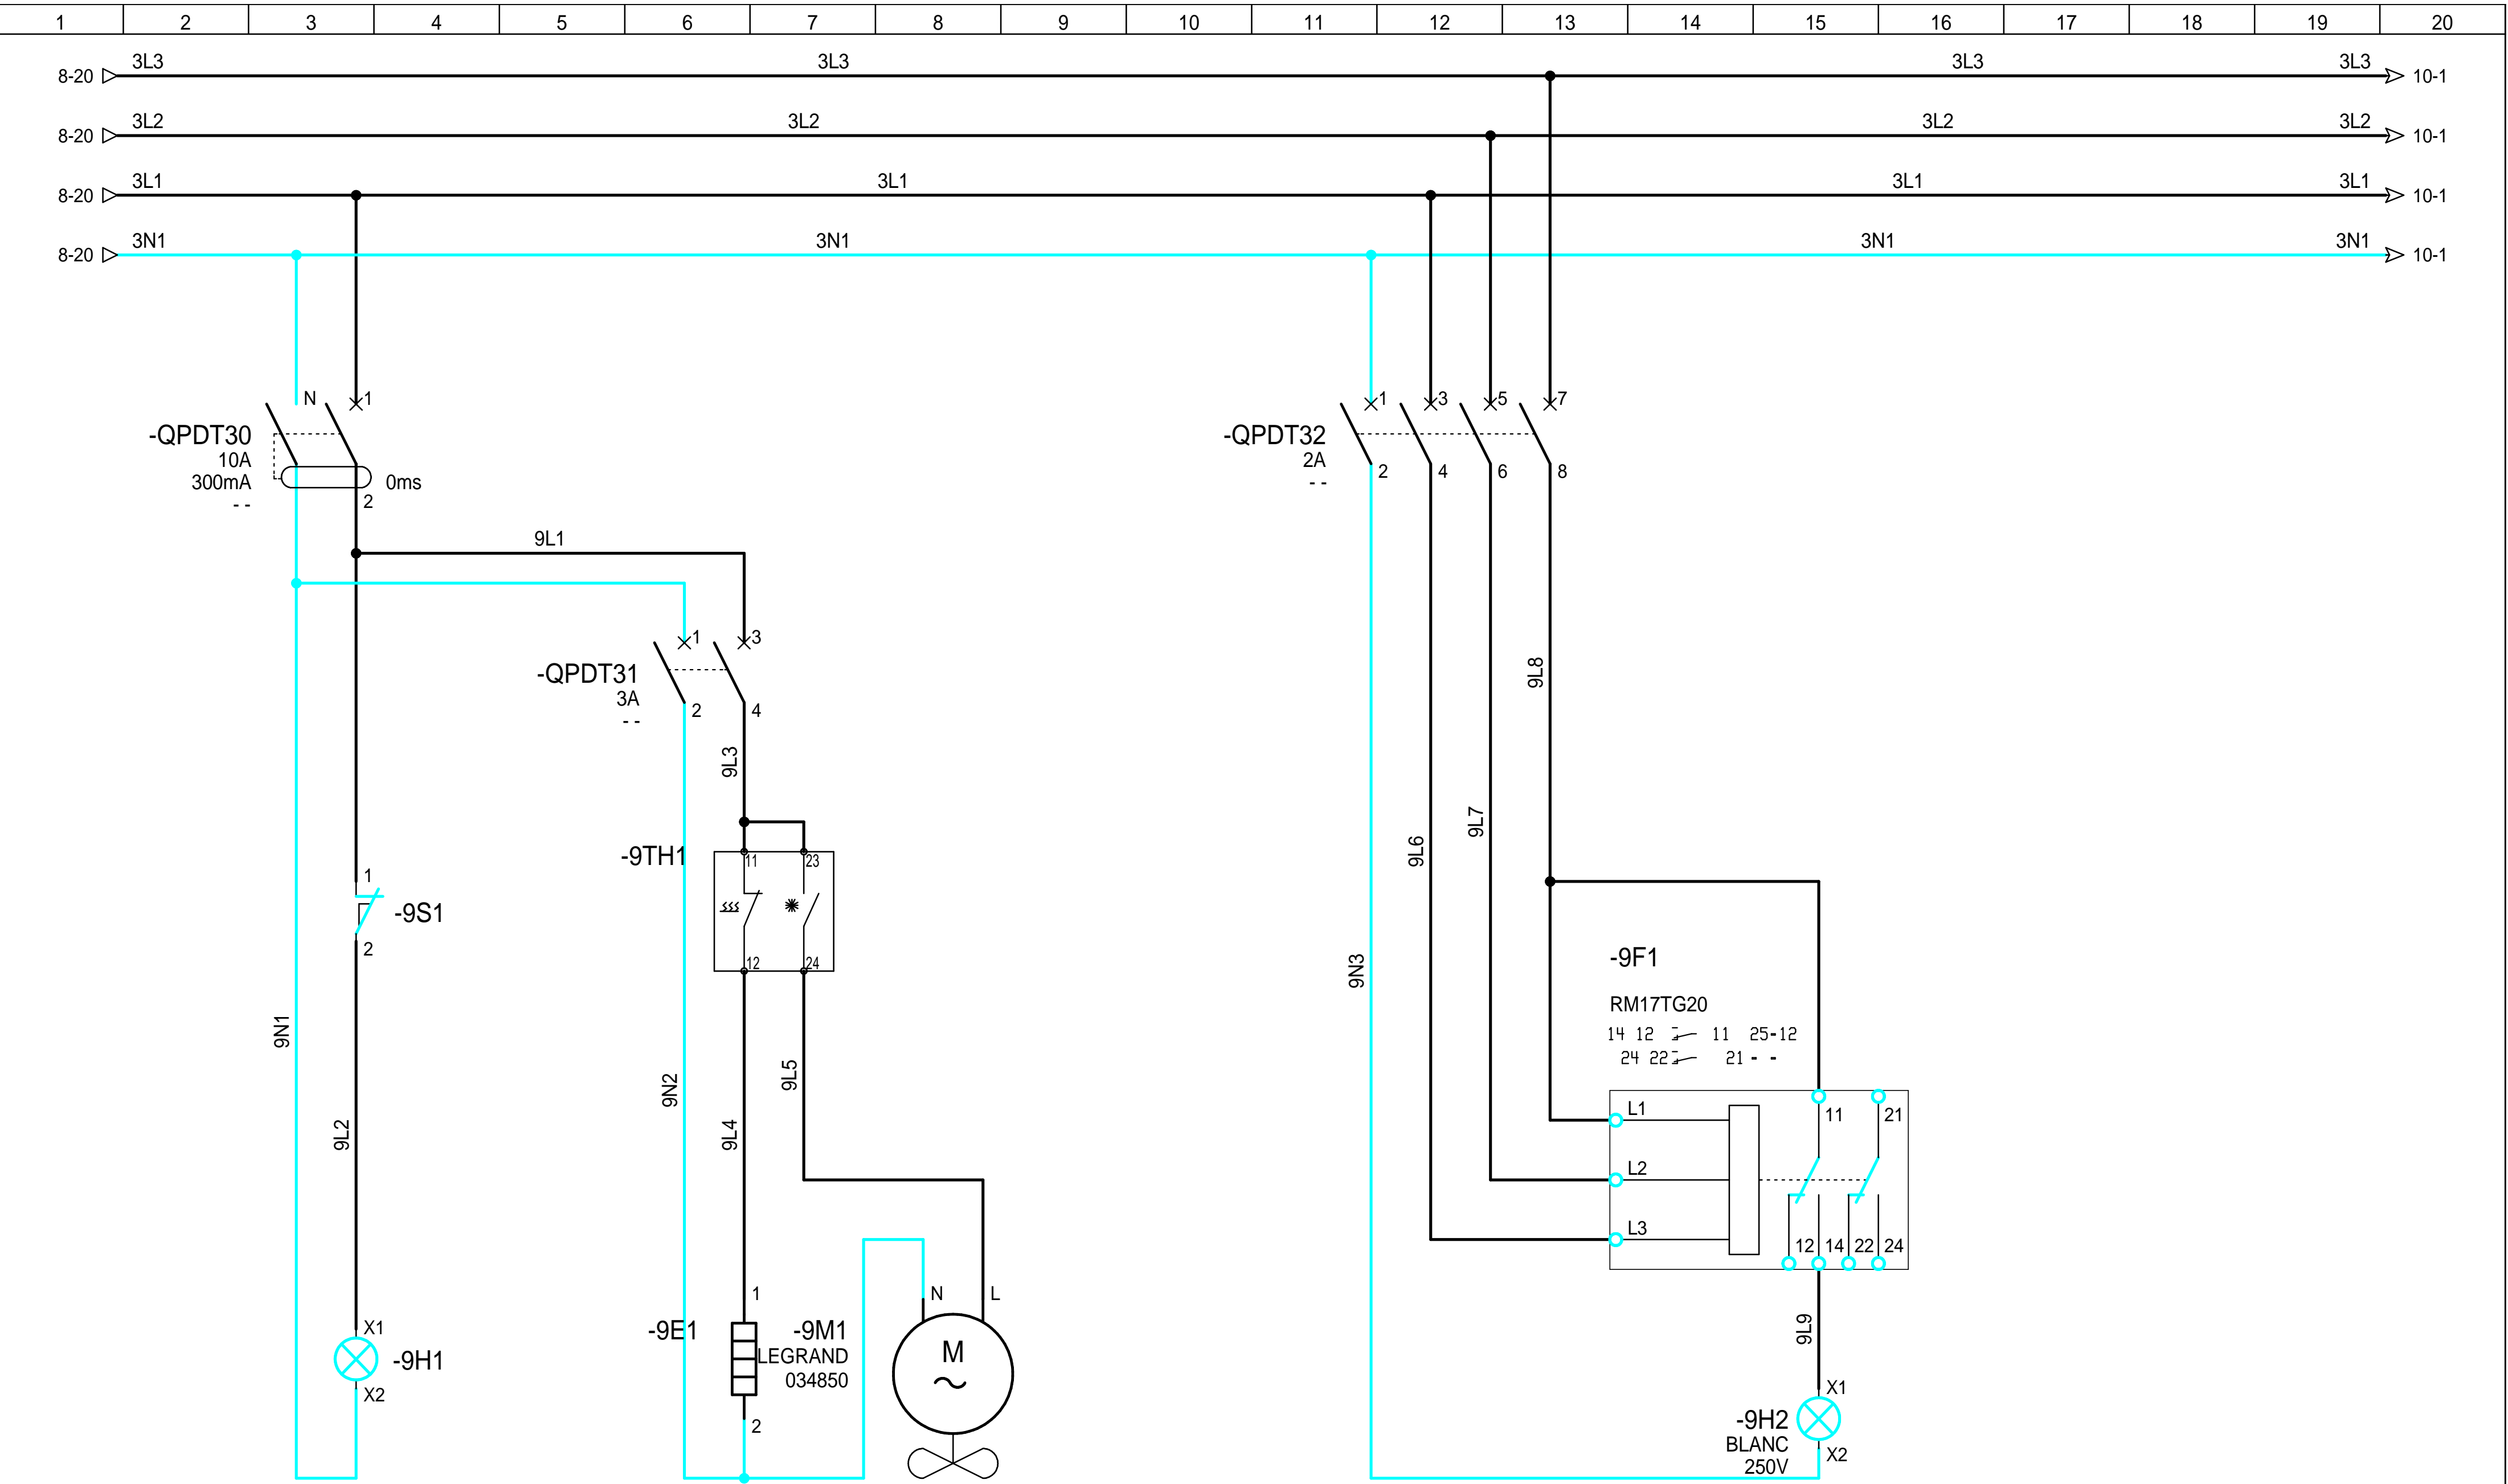 1 2 3 4 5 6 7 8 9 10 11 12 13 14 15 16 17 18 19 20
8-20 3L3 3L3 3L3 3L3 10-1
8-20 3L2 3L2 3L2 3L2 10-1
8-20 3L1 3L1 3L1 3L1 10-1
8-20 3N1 3N1 3N1 3N1 10-1
N 1
-QPDT30
10A
300mA
- -
0ms
2
1 3 5 7
-QPDT32
2A
- -
2 4 6 8
9L1
1 3
-QPDT31
3A
- -
2 4
9L3
9L8
9L7
9L6
-9TH1
11 23
12 24
1
-9S1
2
9N1
9L2
9N2
9L4
9L5
9N3
-9F1
RM17TG20
14 12 11 25-12
24 22 21 - -
L1
L2
L3
11 21
12 14 22 24
9L9
X1
-9H1
X2
1
-9E1
2
-9M1
LEGRAND
034850
N L
M
X1
-9H2
BLANC
250V
X2